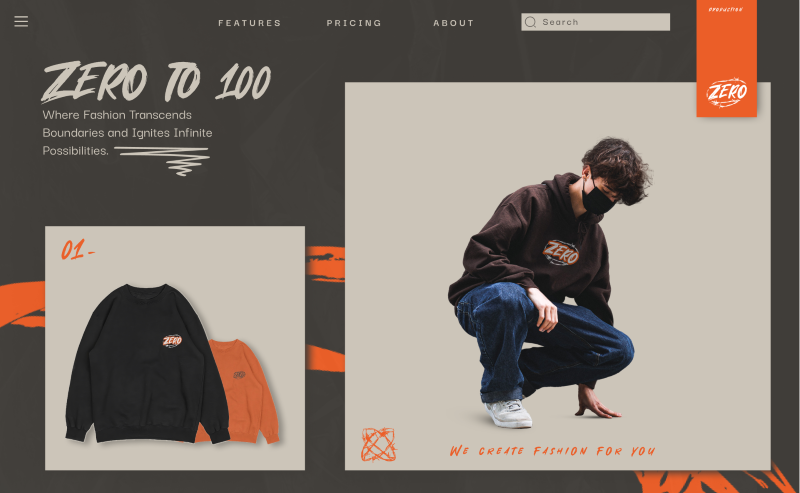 FEATURES
PRICING
ABOUT
Search
PRODUCTION
ZERO
ZERO TO 100
Where Fashion Transcends
Boundaries and Ignites Infinite
Possibilities.
01-
ZERO
ZERO
WE CREATE FASHION FOR YOU